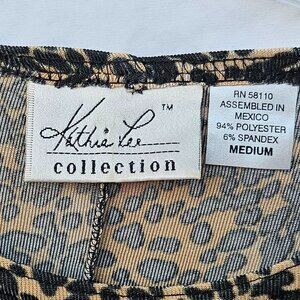 Kathie Lee™
collection
RN 58110
ASSEMBLED IN
MEXICO
94% POLYESTER
6% SPANDEX
MEDIUM